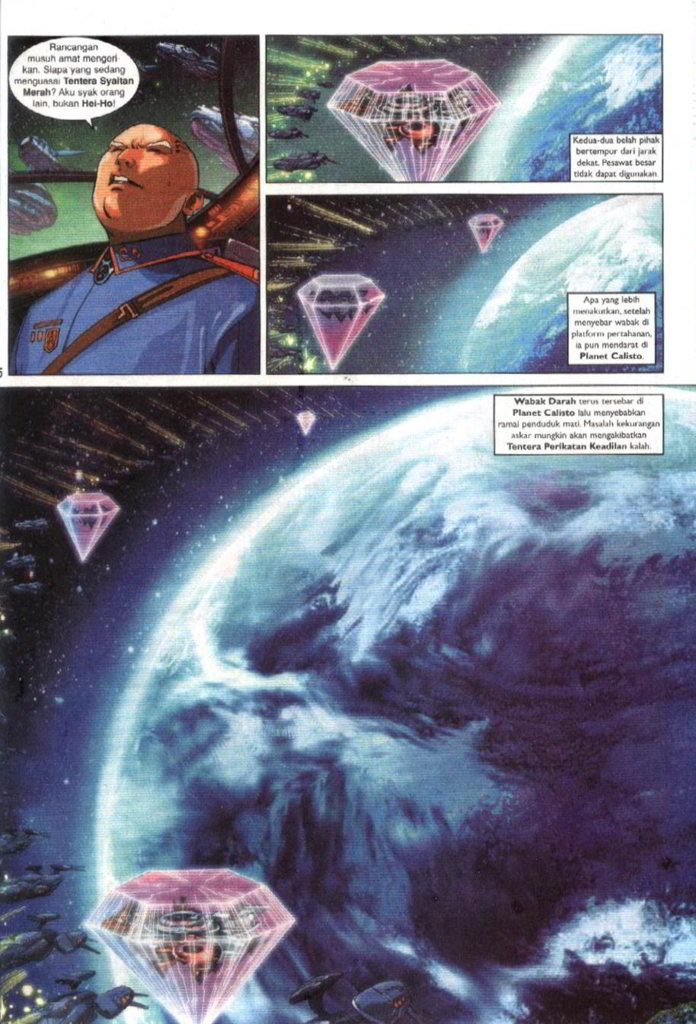 Rancangan
musuh amat mengeri-
kan. Siapa yang sedang
menguasai Tentera Syaitan
Merah? Aku syak orang
lain, bukan Hei-Ho!
Kedua-dua belah pihak
bertempur dari jarak
dekat. Pesawat besar
tidak dapat digunakan.
Apa yang lebih
menakutkan, setelah
menyebar wabak di
platform pertahanan,
ia pun mendarat di
Planet Calisto.
Wabak Darah terus tersebar di
Planet Calisto lalu menyebabkan
ramai penduduk mati. Masalah kekurangan
askar mungkin akan mengakibatkan
Tentera Perikatan Keadilan kalah.